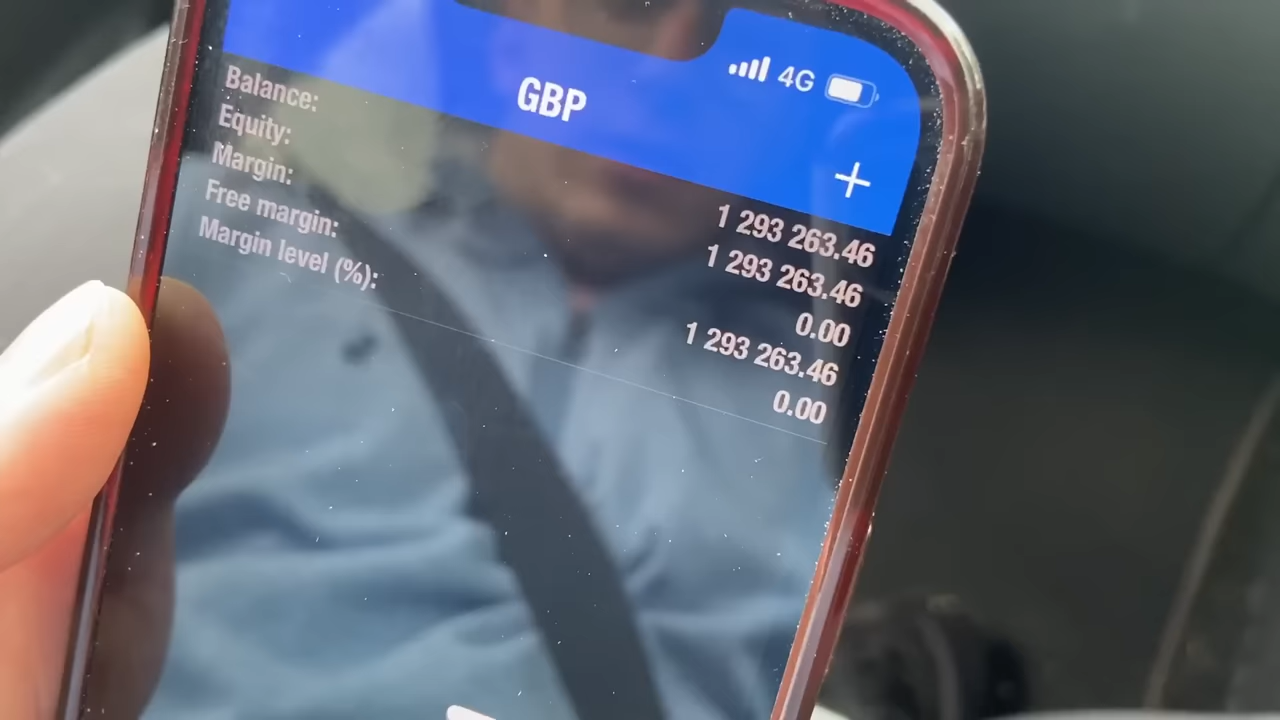 4G
GBP
+
Balance: 1 293 263.46
Equity: 1 293 263.46
Margin: 0.00
Free margin: 1 293 263.46
Margin level (%): 0.00